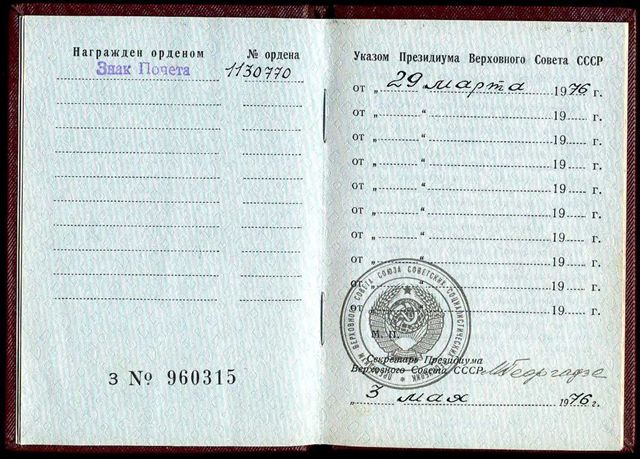 Награжден орденом № ордена
Знак Почета 1130770
З № 960315
Указом Президиума Верховного Совета СССР
от „ 29 “ марта 1976 г.
от „ “ 19 г.
от „ “ 19 г.
от „ “ 19 г.
от „ “ 19 г.
от „ “ 19 г.
от „ “ 19 г.
от „ “ 19 г.
от „ “ 19 г.
от „ “ 19 г.
М. П.
Секретарь Президиума
Верховного Совета СССР МГеоргадзе
„ 3 “ мая 1976 г.